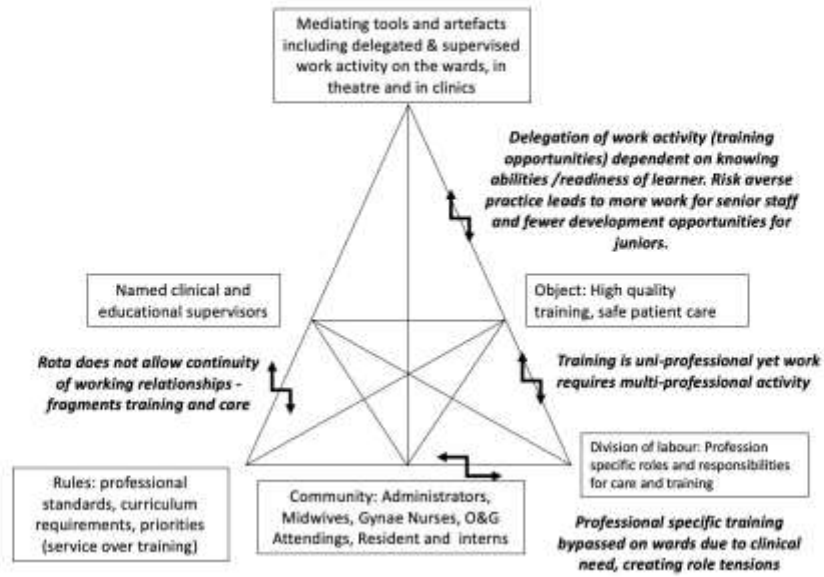 Mediating tools and artefacts
including delegated & supervised
work activity on the wards, in
theatre and in clinics
Delegation of work activity (training
opportunities) dependent on knowing
abilities /readiness of learner. Risk averse
practice leads to more work for senior staff
and fewer development opportunities for
juniors.
Named clinical and
educational supervisors
Object: High quality
training, safe patient care
Rota does not allow continuity
of working relationships -
fragments training and care
Training is uni-professional yet work
requires multi-professional activity
Rules: professional
standards, curriculum
requirements, priorities
(service over training)
Community: Administrators,
Midwives, Gynae Nurses, O&G
Attendings, Resident and interns
Division of labour: Profession
specific roles and responsibilities
for care and training
Professional specific training
bypassed on wards due to clinical
need, creating role tensions